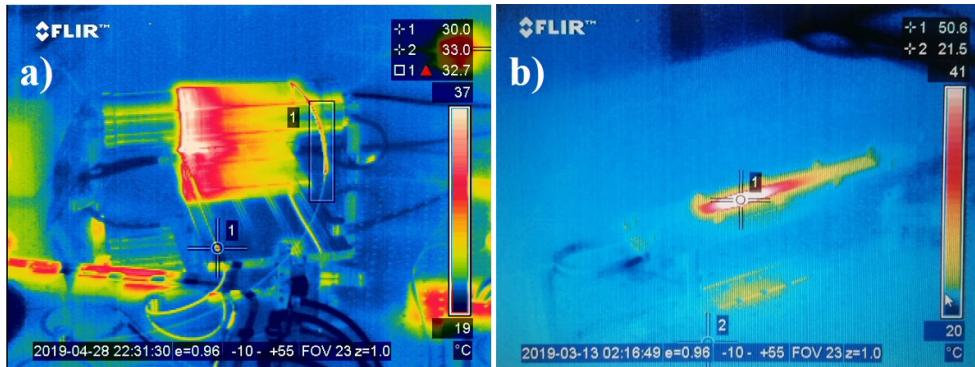 FLIR™
1 30.0
2 33.0
1 ▲ 32.7
37
a)
1
1
19
°C
2019-04-28 22:31:30 e=0.96 -10 - +55 FOV 23 z=1.0
FLIR™
1 50.6
2 21.5
41
b)
1
2
20
°C
2019-03-13 02:16:49 e=0.96 -10 - +55 FOV 23 z=1.0